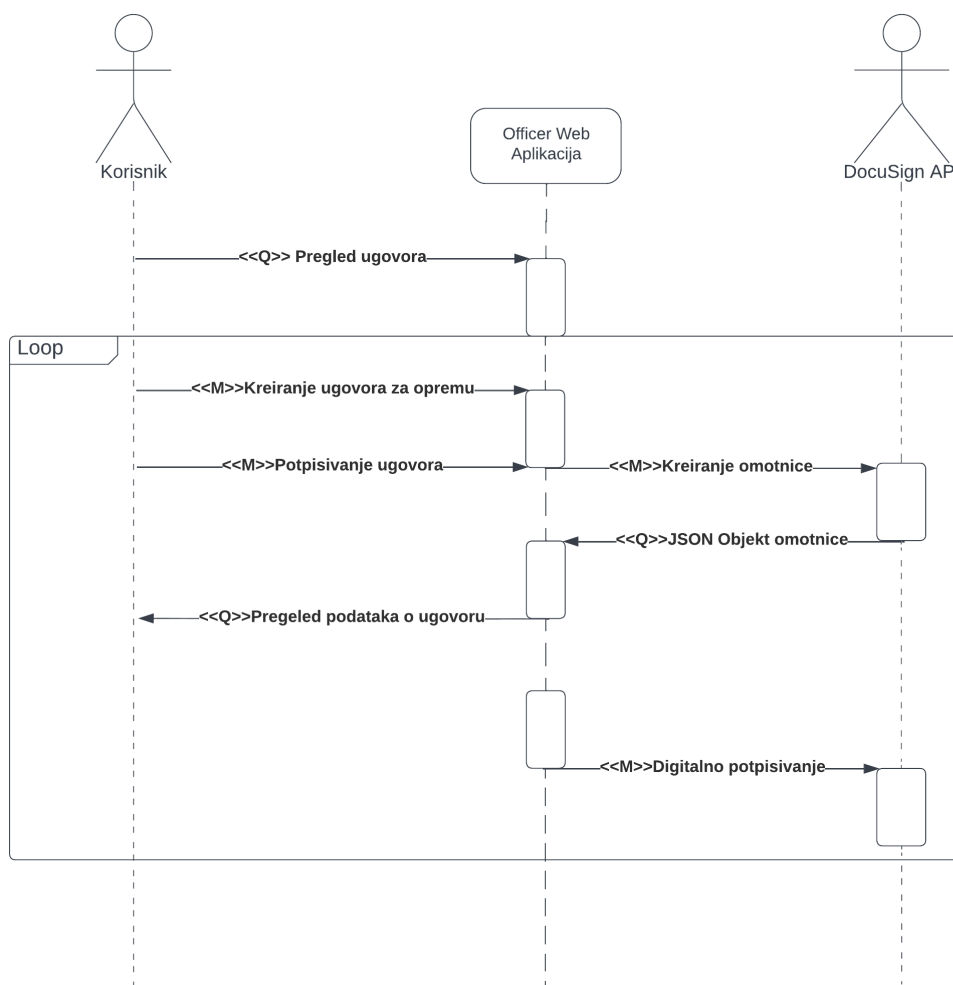 Officer Web
Aplikacija
Korisnik
DocuSign AP
<<Q>> Pregled ugovora
Loop
<<M>>Kreiranje ugovora za opremu
<<M>>Potpisivanje ugovora
<<M>>Kreiranje omotnice
<<Q>>JSON Objekt omotnice
<<Q>>Pregeled podataka o ugovoru
<<M>>Digitalno potpisivanje